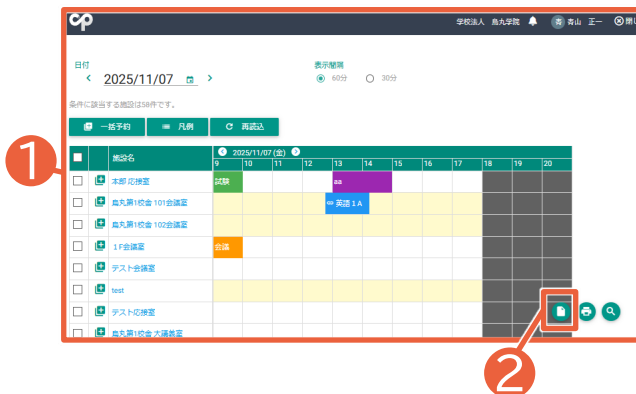 cp 学校法人 烏丸学院 青 青山 正一 閉じ
日付 表示間隔
2025/11/07 60分 30分
条件に該当する施設は58件です。
一括予約 凡例 再読込
施設名 2025/11/07 (金)
9 10 11 12 13 14 15 16 17 18 19 20
本部 応接室 試験 aa
烏丸第1校舎 101会議室 英語 1 A
烏丸第1校舎 102会議室
1 F会議室 会議
テスト会議室
test
テスト応接室
烏丸第1校舎 大講義室
1
2